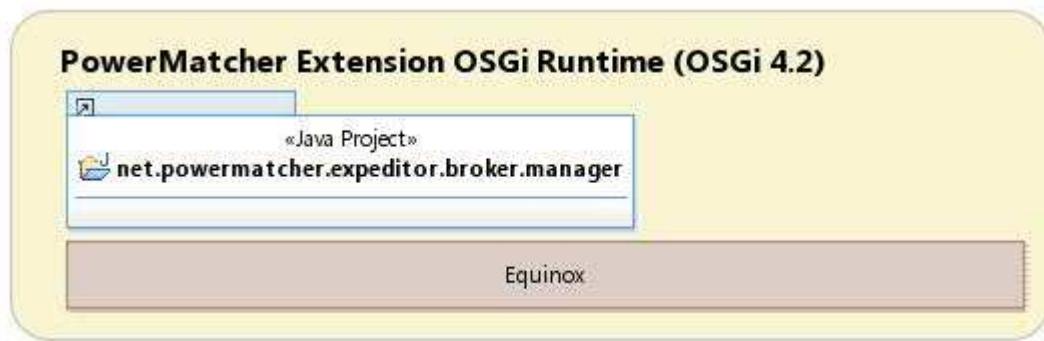 PowerMatcher Extension OSGi Runtime (OSGi 4.2)
«Java Project»
net.powermatcher.expeditor.broker.manager
Equinox